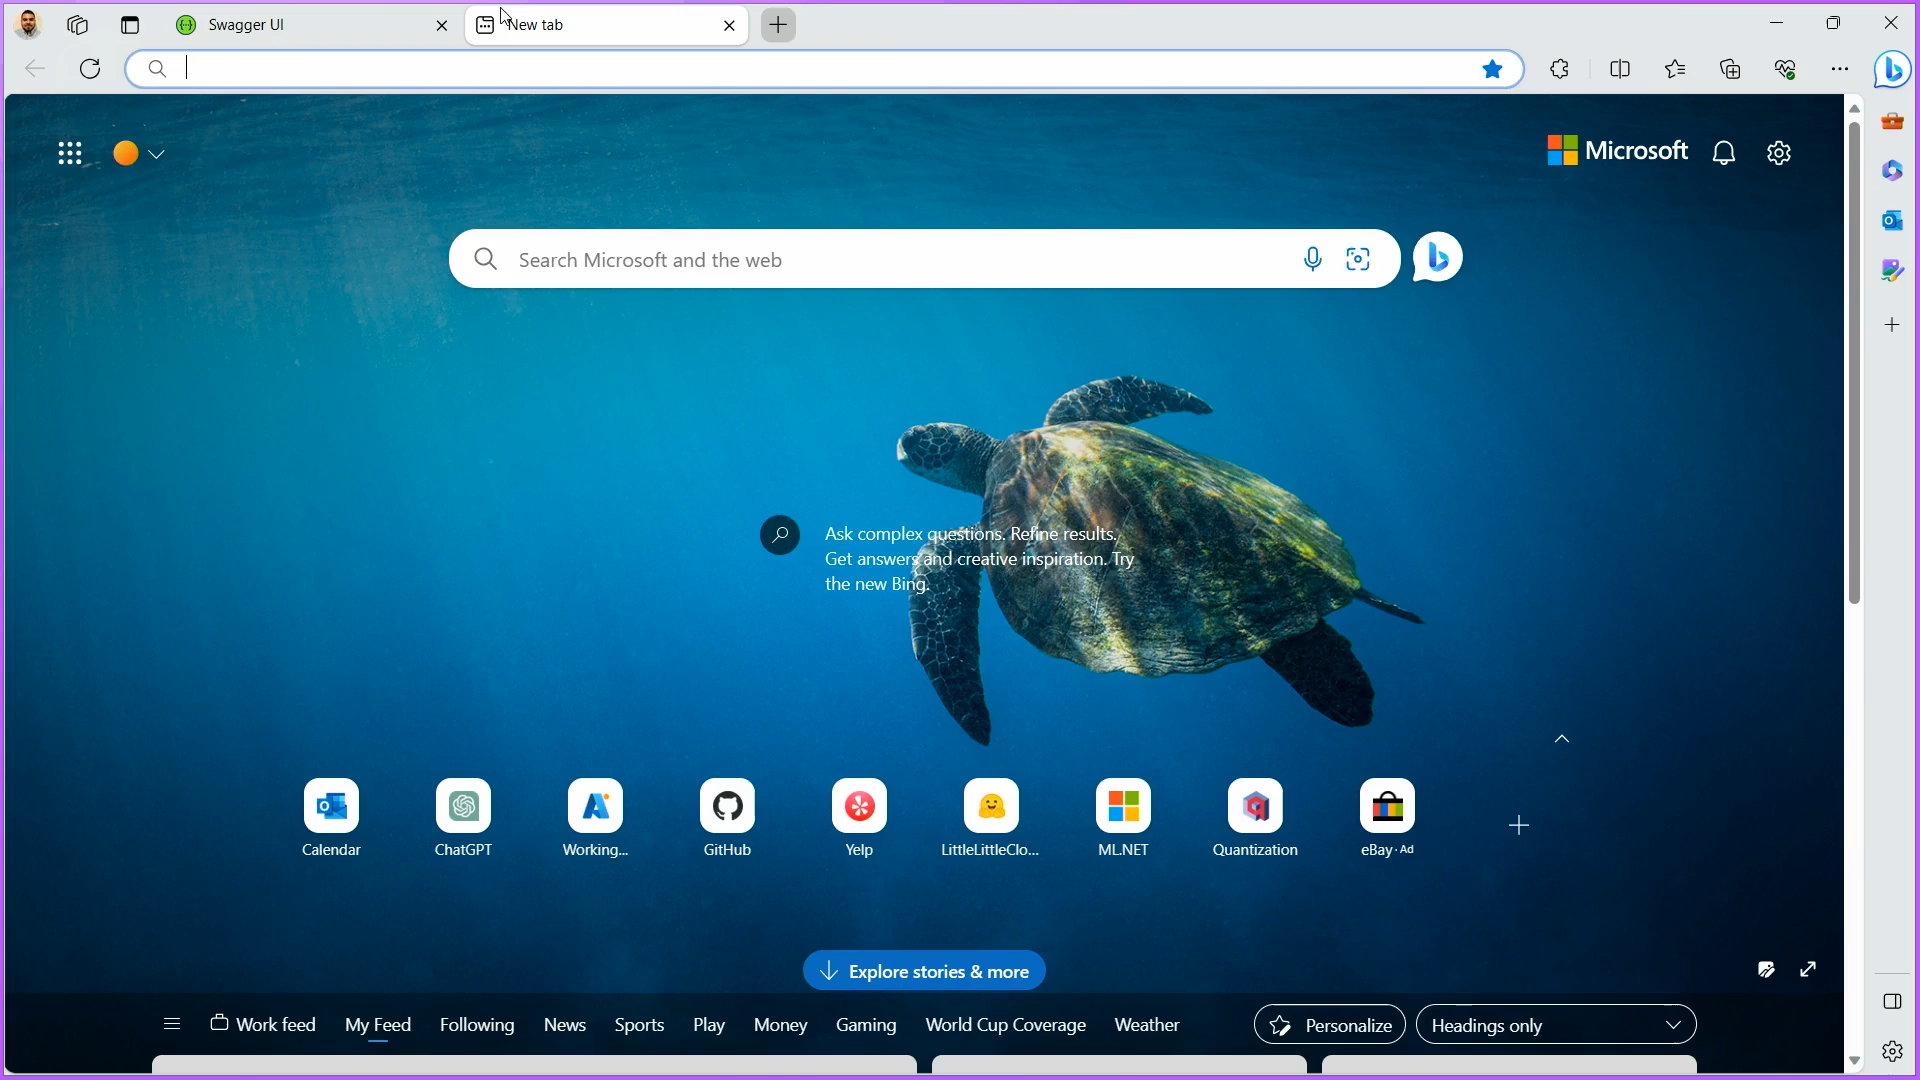 Swagger UI
New tab
Microsoft
Search Microsoft and the web
Ask complex questions. Refine results.
Get answers and creative inspiration. Try
the new Bing.
Calendar
ChatGPT
Working...
GitHub
Yelp
LittleLittleClo...
ML.NET
Quantization
eBay · Ad
Explore stories & more
Work feed
My Feed
Following
News
Sports
Play
Money
Gaming
World Cup Coverage
Weather
Personalize
Headings only